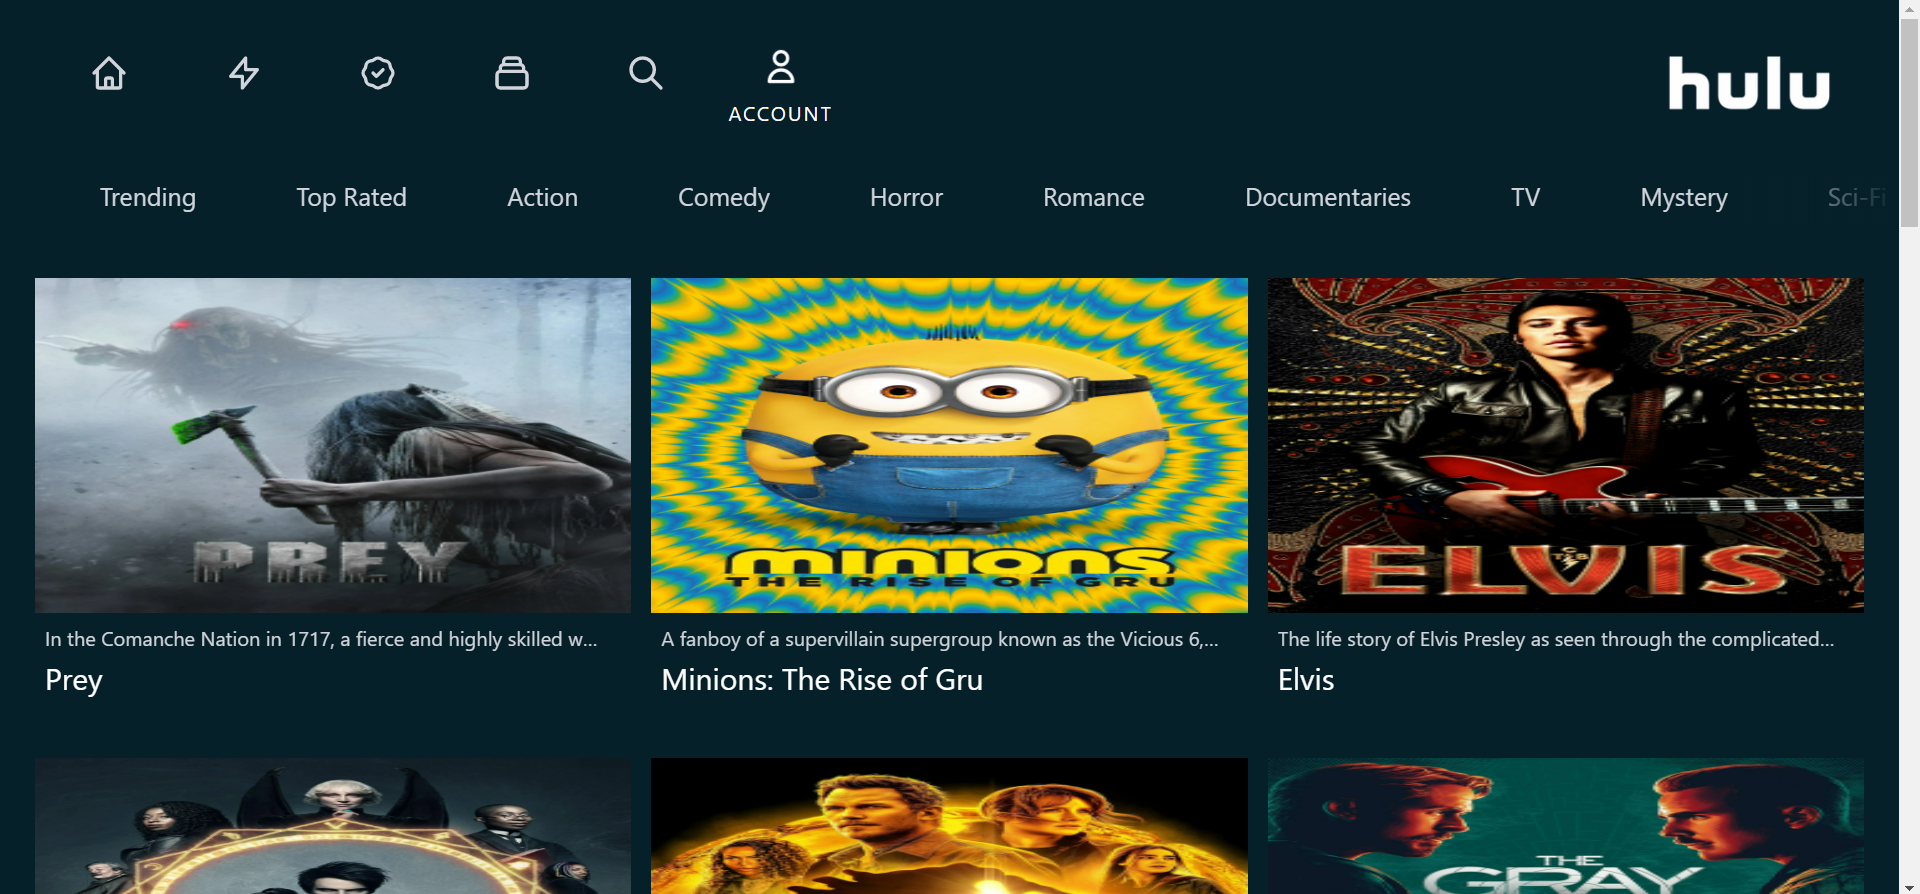 ACCOUNT
hulu
Trending
Top Rated
Action
Comedy
Horror
Romance
Documentaries
TV
Mystery
Sci-Fi
PREY
MINIONS
THE RISE OF GRU
TCB
ELVIS
In the Comanche Nation in 1717, a fierce and highly skilled w...
Prey
A fanboy of a supervillain supergroup known as the Vicious 6,...
Minions: The Rise of Gru
The life story of Elvis Presley as seen through the complicated...
Elvis
THE
GRAY